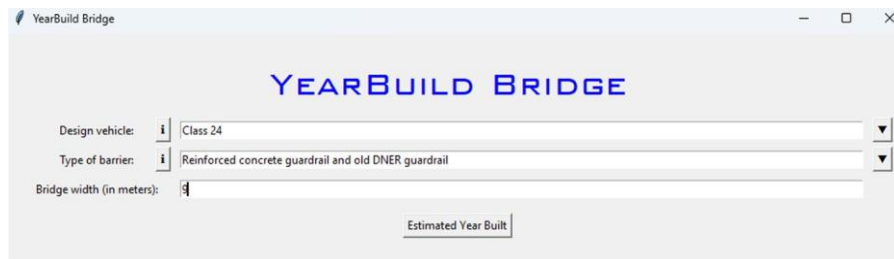 YearBuild Bridge
YEARBUILD BRIDGE
Design vehicle: i Class 24
Type of barrier: i Reinforced concrete guardrail and old DNER guardrail
Bridge width (in meters): 9
Estimated Year Built